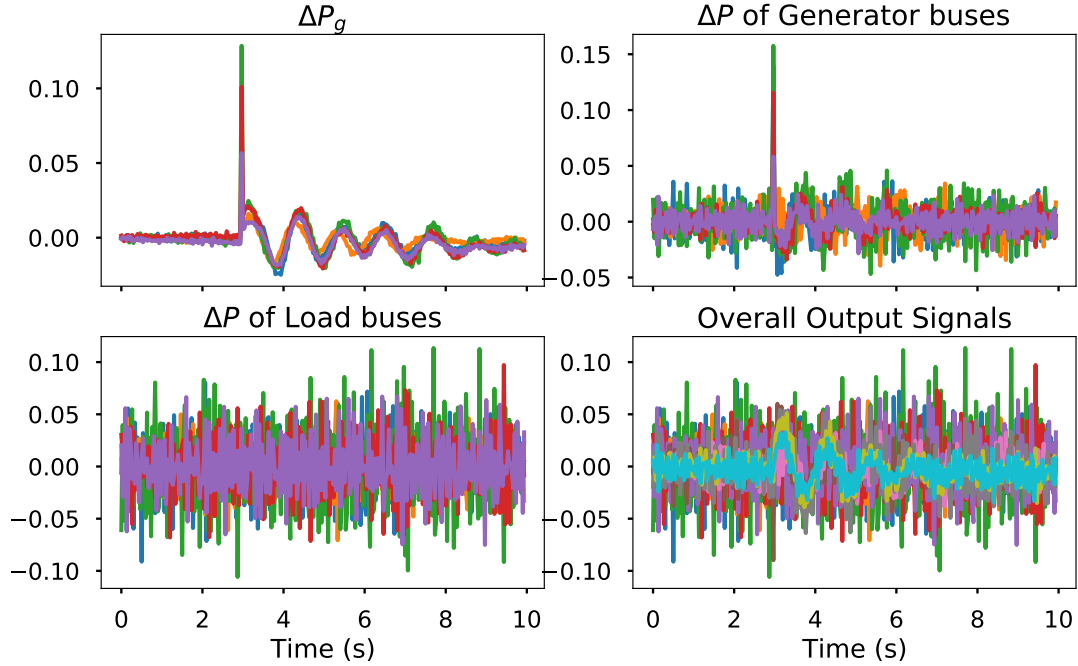 ΔP_g
ΔP of Generator buses
0.10
0.05
0.00
0.15
0.10
0.05
0.00
−0.05
ΔP of Load buses
Overall Output Signals
0.10
0.05
0.00
−0.05
−0.10
0.10
0.05
0.00
−0.05
−0.10
0 2 4 6 8 10
0 2 4 6 8 10
Time (s)
Time (s)